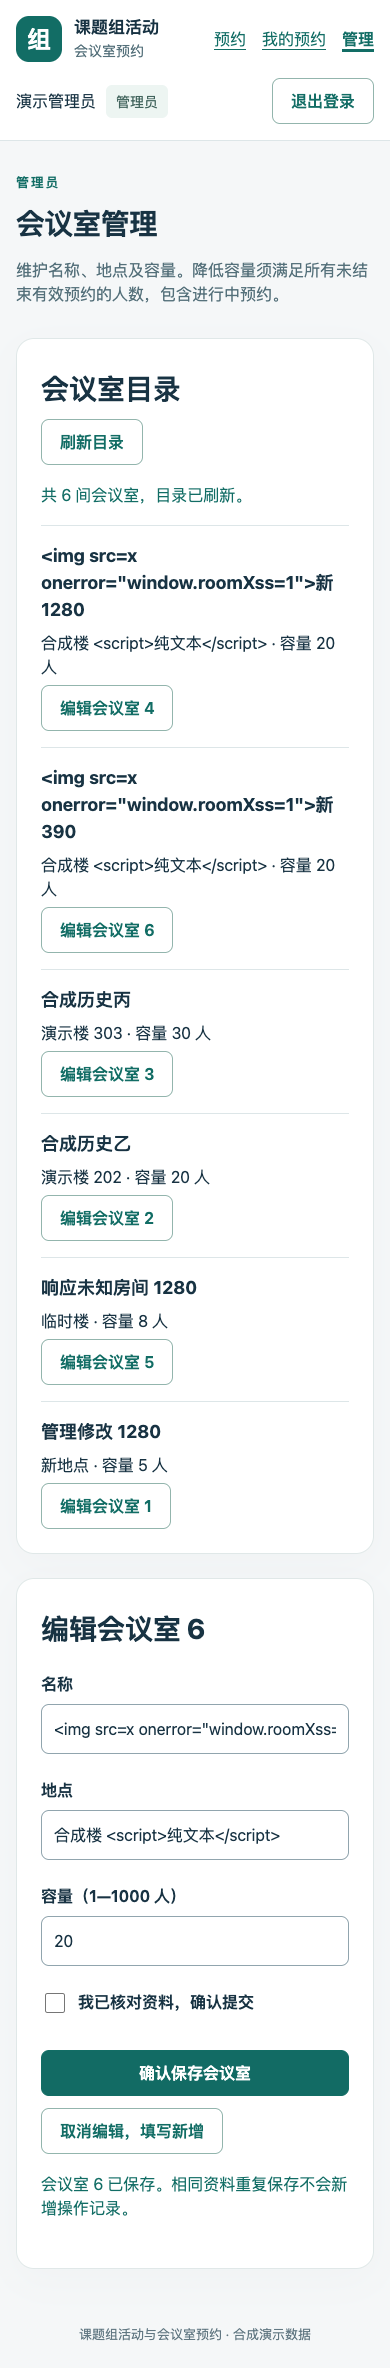 组
课题组活动
会议室预约
预约 我的预约 管理
演示管理员 管理员 退出登录
管理员
会议室管理
维护名称、地点及容量。降低容量须满足所有未结
束有效预约的人数，包含进行中预约。
会议室目录
刷新目录
共 6 间会议室，目录已刷新。
<img src=x
onerror="window.roomXss=1">新
1280
合成楼 <script>纯文本</script> · 容量 20
人
编辑会议室 4
<img src=x
onerror="window.roomXss=1">新
390
合成楼 <script>纯文本</script> · 容量 20
人
编辑会议室 6
合成历史丙
演示楼 303 · 容量 30 人
编辑会议室 3
合成历史乙
演示楼 202 · 容量 20 人
编辑会议室 2
响应未知房间 1280
临时楼 · 容量 8 人
编辑会议室 5
管理修改 1280
新地点 · 容量 5 人
编辑会议室 1
编辑会议室 6
名称
<img src=x onerror="window.roomXss=
地点
合成楼 <script>纯文本</script>
容量（1—1000 人）
20
我已核对资料，确认提交
确认保存会议室
取消编辑，填写新增
会议室 6 已保存。相同资料重复保存不会新
增操作记录。
课题组活动与会议室预约 · 合成演示数据